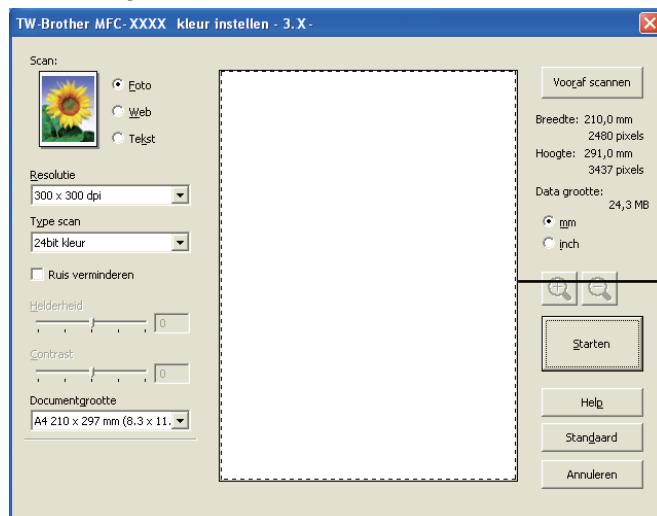 TW-Brother MFC-XXXX kleur instellen - 3.X -
Scan:
Foto
Web
Tekst
Resolutie
300 x 300 dpi
Type scan
24bit kleur
Ruis verminderen
Helderheid
0
Contrast
0
Documentgrootte
A4 210 x 297 mm (8.3 x 11.
Vooraf scannen
Breedte: 210,0 mm
2480 pixels
Hoogte: 291,0 mm
3437 pixels
Data grootte:
24,3 MB
mm
inch
Starten
Help
Standaard
Annuleren